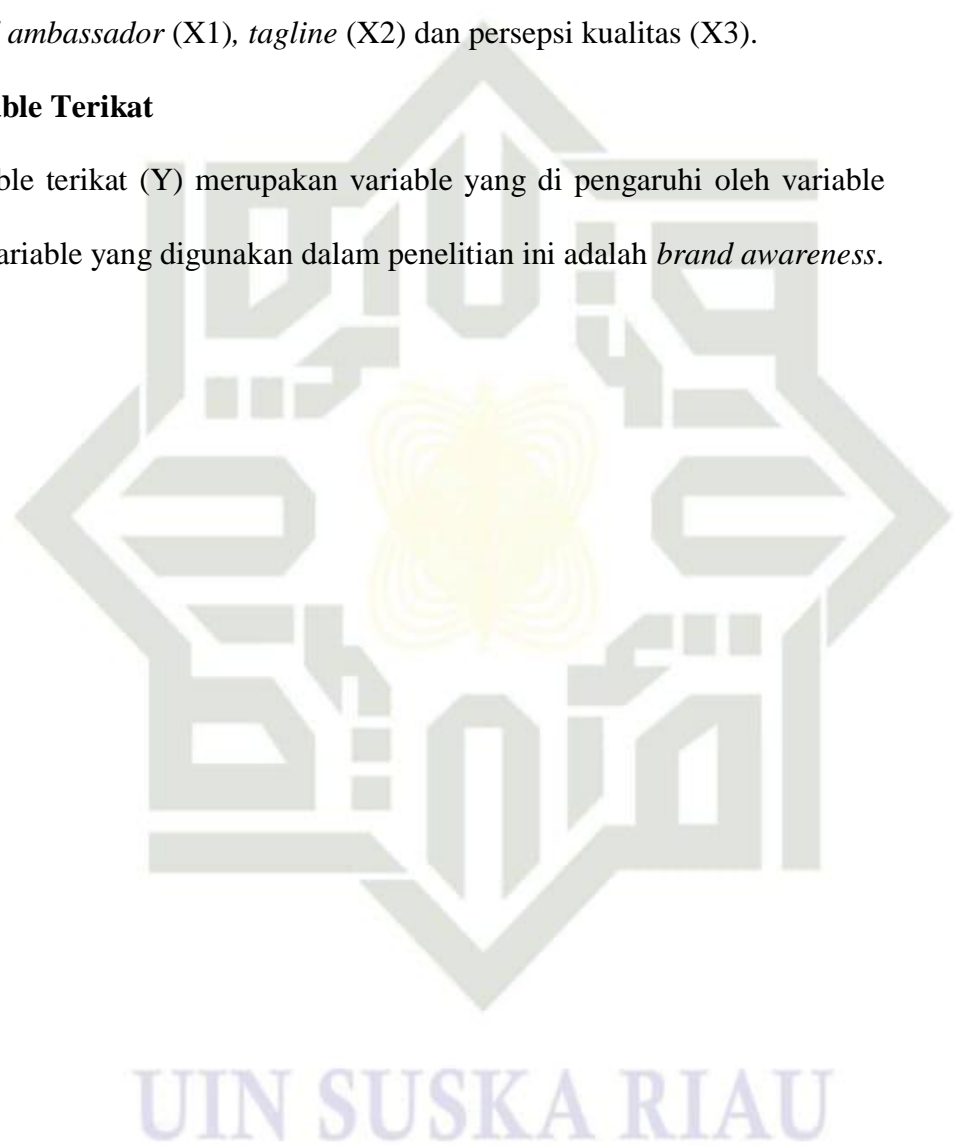 ambassador (X1), tagline (X2) dan persepsi kualitas (X3).
ble Terikat
ble terikat (Y) merupakan variable yang di pengaruhi oleh variable
ariable yang digunakan dalam penelitian ini adalah brand awareness.
UIN SUSKA RIAU